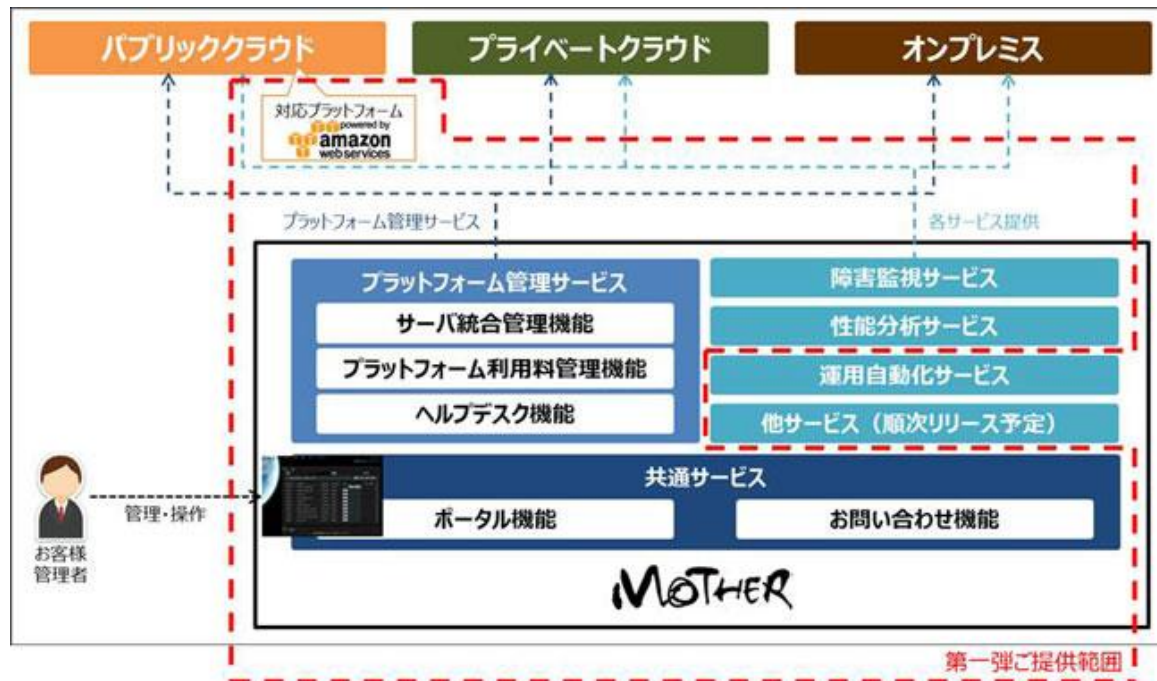 パブリッククラウド
プライベートクラウド
オンプレミス
対応プラットフォーム
powered by
amazon
web services
プラットフォーム管理サービス
各サービス提供
プラットフォーム管理サービス
サーバ統合管理機能
プラットフォーム利用料管理機能
ヘルプデスク機能
障害監視サービス
性能分析サービス
運用自動化サービス
他サービス（順次リリース予定）
共通サービス
ポータル機能
お問い合わせ機能
管理・操作
お客様
管理者
MOTHER
第一弾ご提供範囲